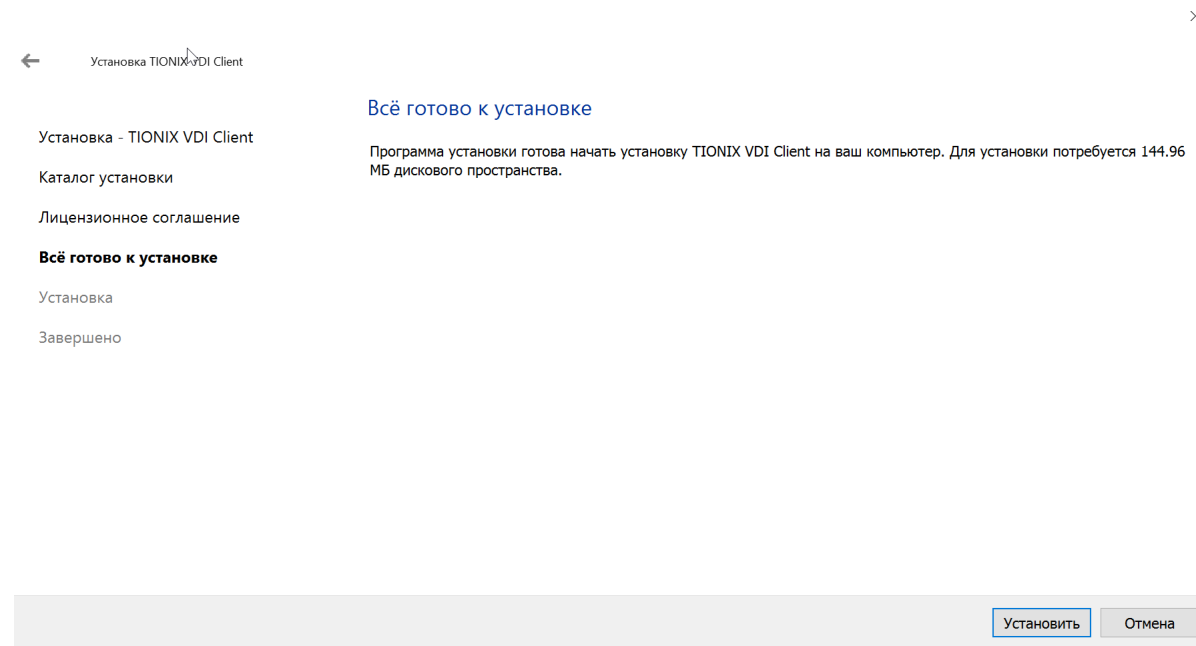 Установка TIONIX VDI Client
Всё готово к установке
Установка - TIONIX VDI Client
Каталог установки
Лицензионное соглашение
Всё готово к установке
Установка
Завершено
Программа установки готова начать установку TIONIX VDI Client на ваш компьютер. Для установки потребуется 144.96
МБ дискового пространства.
Установить
Отмена